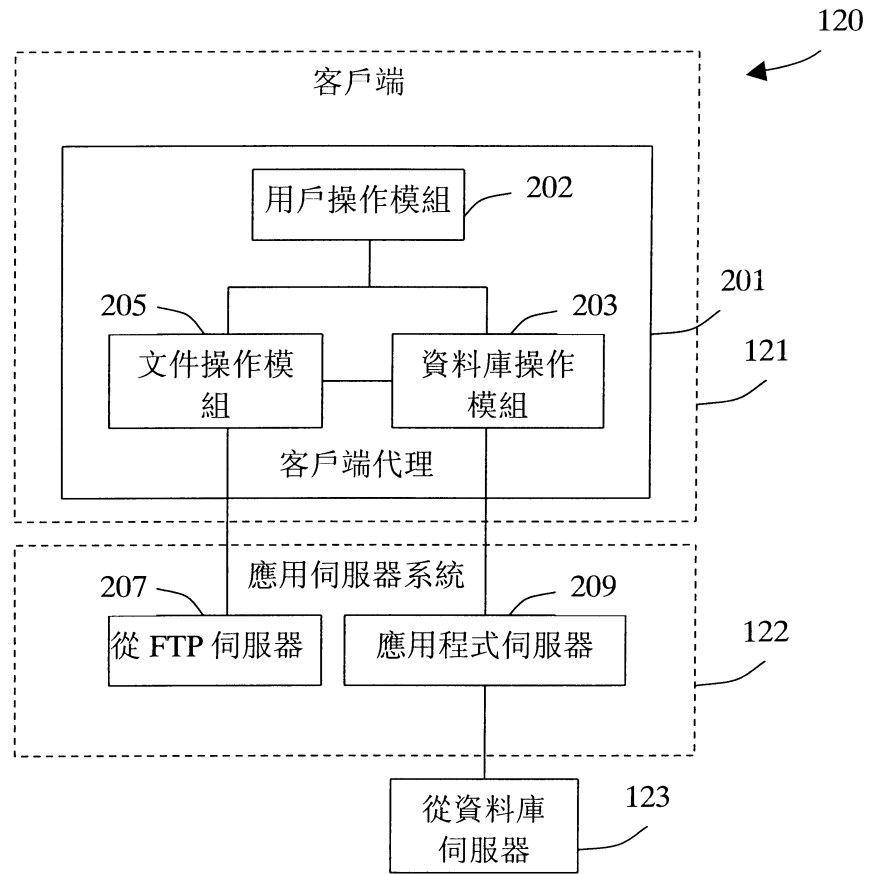 120
客戶端
用戶操作模組
202
201
205
203
文件操作模
組
資料庫操作
模組
121
客戶端代理
應用伺服器系統
207
209
從 FTP 伺服器
應用程式伺服器
122
從資料庫
伺服器
123